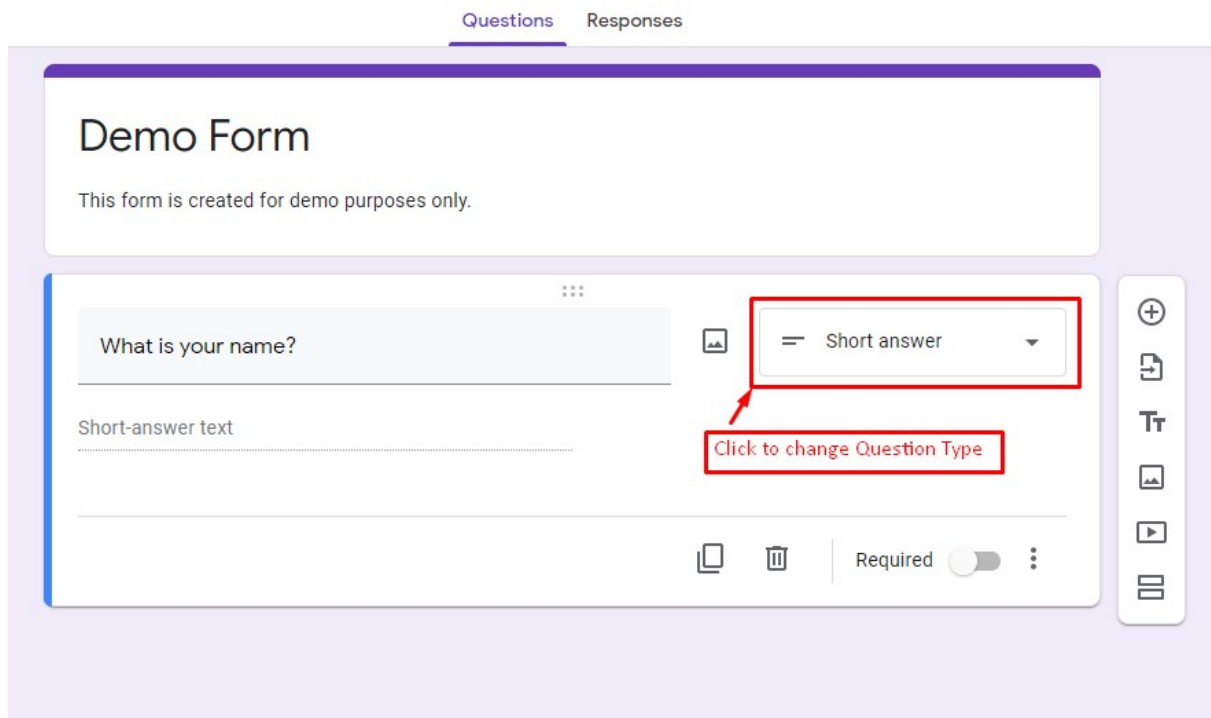 Questions Responses
Demo Form
This form is created for demo purposes only.
What is your name?
Short answer
Short-answer text
Click to change Question Type
Required